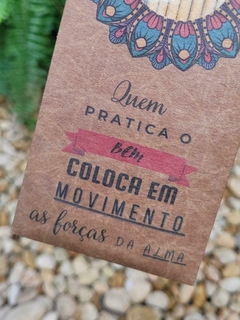 Quem
PRATICA O
bem
COLOCA EM
MOVIMENTO
as forças DA ALMA